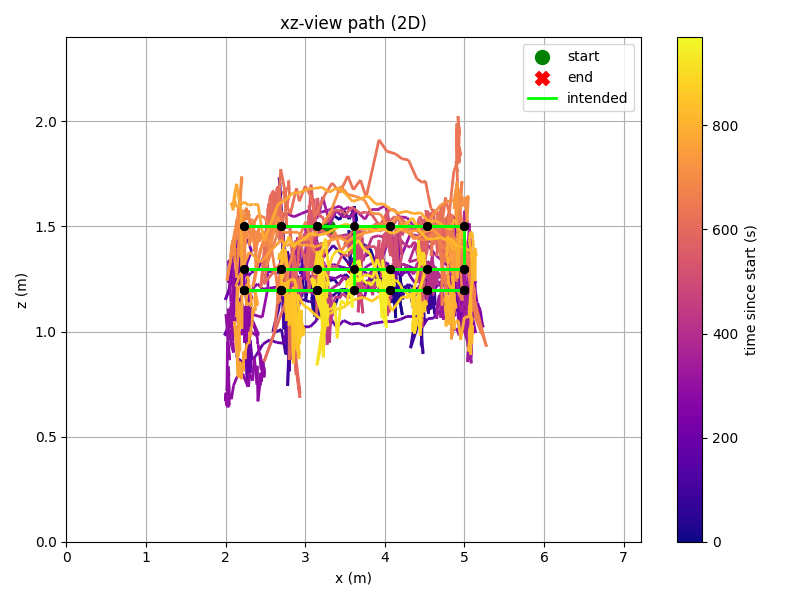 xz-view path (2D)
start
end
intended
2.0
1.5
1.0
0.5
0.0
z (m)
0 1 2 3 4 5 6 7
x (m)
800
600
400
200
0
time since start (s)